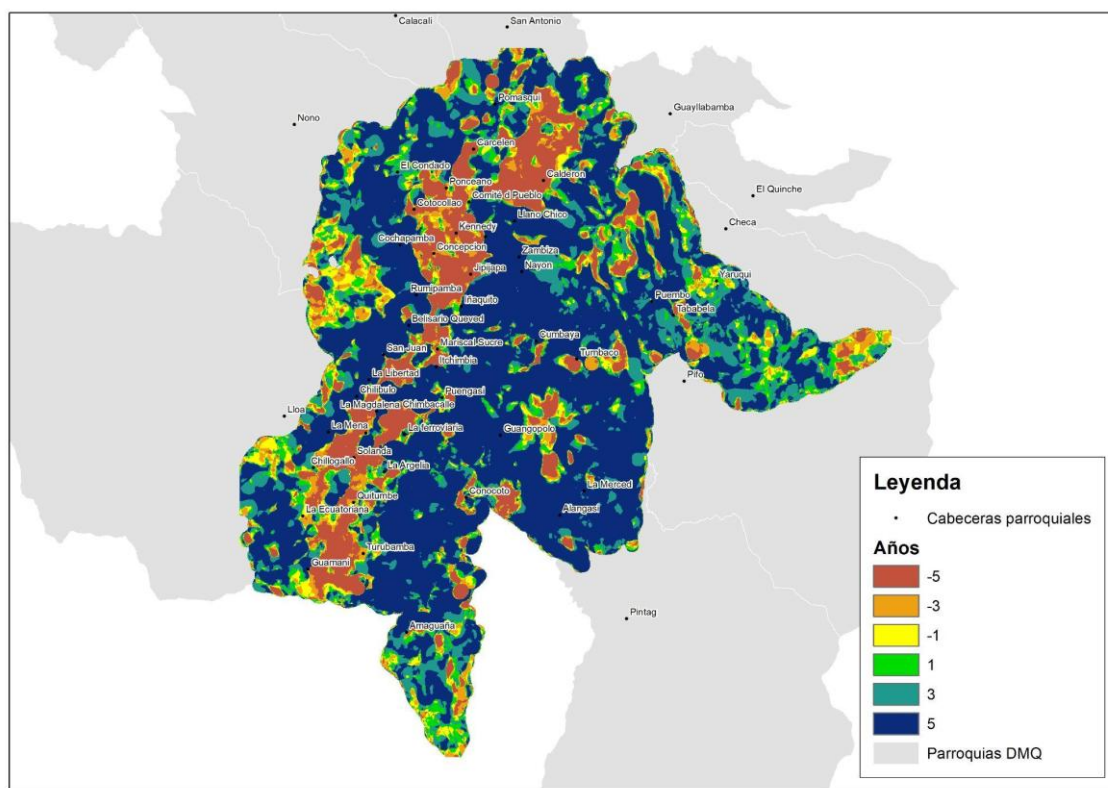 Calacalí
San Antonio
Pomasqui
Guayllabamba
Nono
Carcelen
El Condado
Calderon
Ponceano
Comité d Pueblo
El Quinche
Cotocollao
Llano Chico
Checa
Kennedy
Cochapamba
Concepcion
Zambiza
Nayon
Jipijapa
Yaruqui
Rumipamba
Iñaquito
Puembo
Tababela
Belisario Queved
Cumbaya
Mariscal Sucre
San Juan
Itchimbia
Tumbaco
La Libertad
Pifo
Chilibulo
Puengasi
La Magdalena
Chimbacalle
Lloa
La Mena
La ferroviaria
Guangopolo
Solanda
Chillogallo
La Argelia
Conocoto
La Merced
Quitumbe
La Ecuatoriana
Alangasi
Turubamba
Guamani
Pintag
Amaguaña
Leyenda
Cabeceras parroquiales
Años
-5
-3
-1
1
3
5
Parroquias DMQ